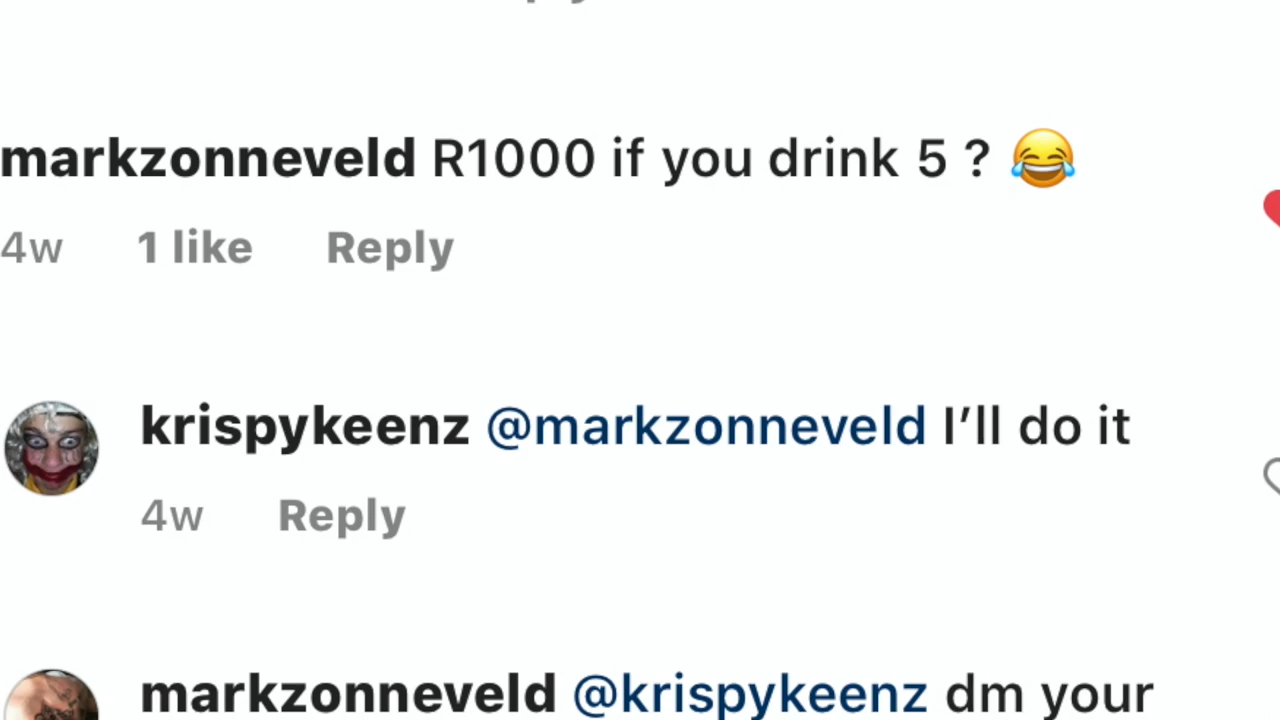 markzonneveld R1000 if you drink 5 ? 😂
4w 1 like Reply
krispykeenz @markzonneveld I’ll do it
4w Reply
markzonneveld @krispykeenz dm your